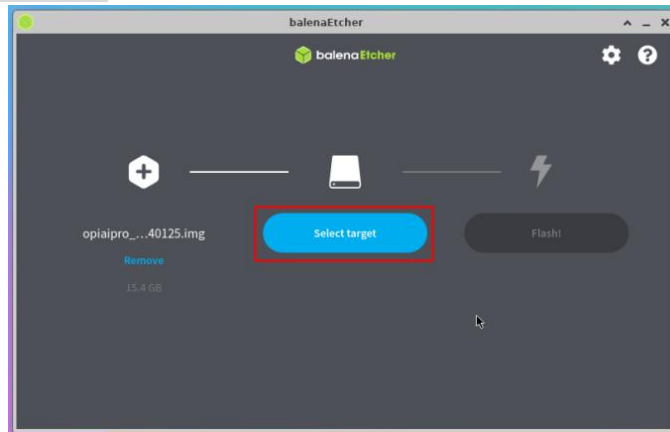 balenaEtcher
balenaEtcher
opiaipro_...40125.img
Select target
Flash!
Remove
15.4 GB